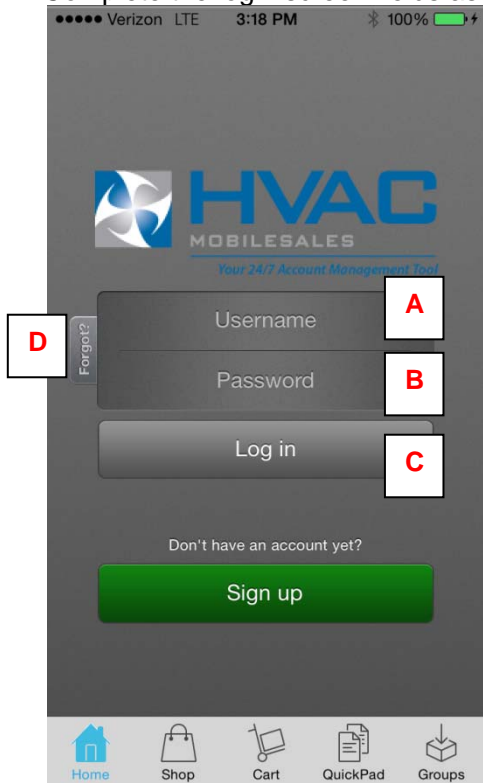 Verizon LTE 3:18 PM 100%
HVAC
MOBILESALES
Your 24/7 Account Management Tool
A
Username
D
Forgot?
B
Password
Log in
C
Don't have an account yet?
Sign up
Home Shop Cart QuickPad Groups